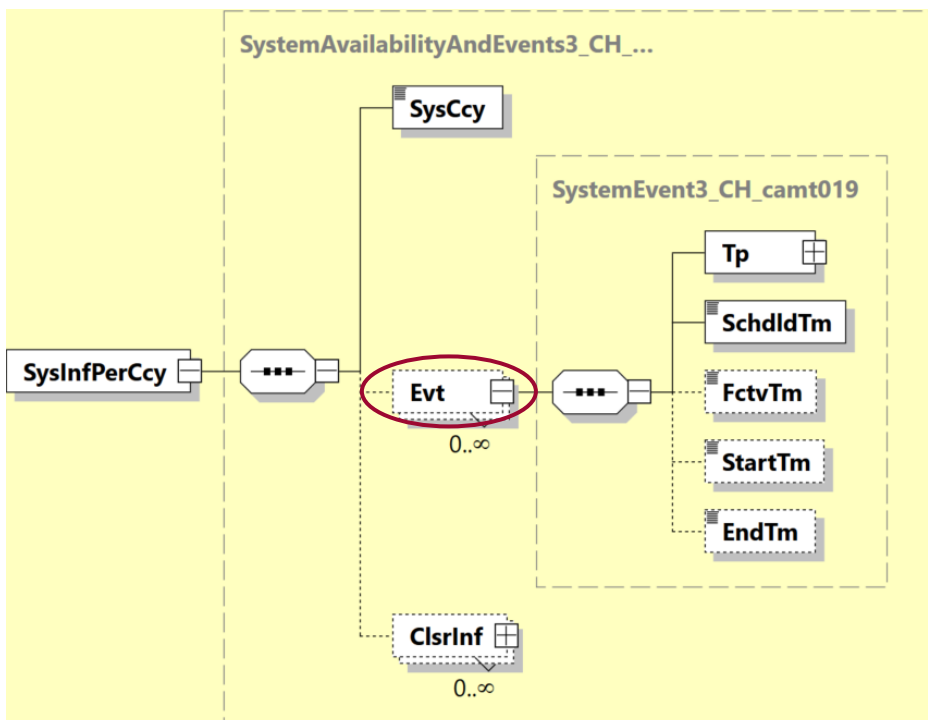 SystemAvailabilityAndEvents3_CH_...
SysCcy
SystemEvent3_CH_camt019
Tp
SchdldTm
SysInfPerCcy
Evt
FctvTm
0..∞
StartTm
EndTm
ClsrInf
0..∞